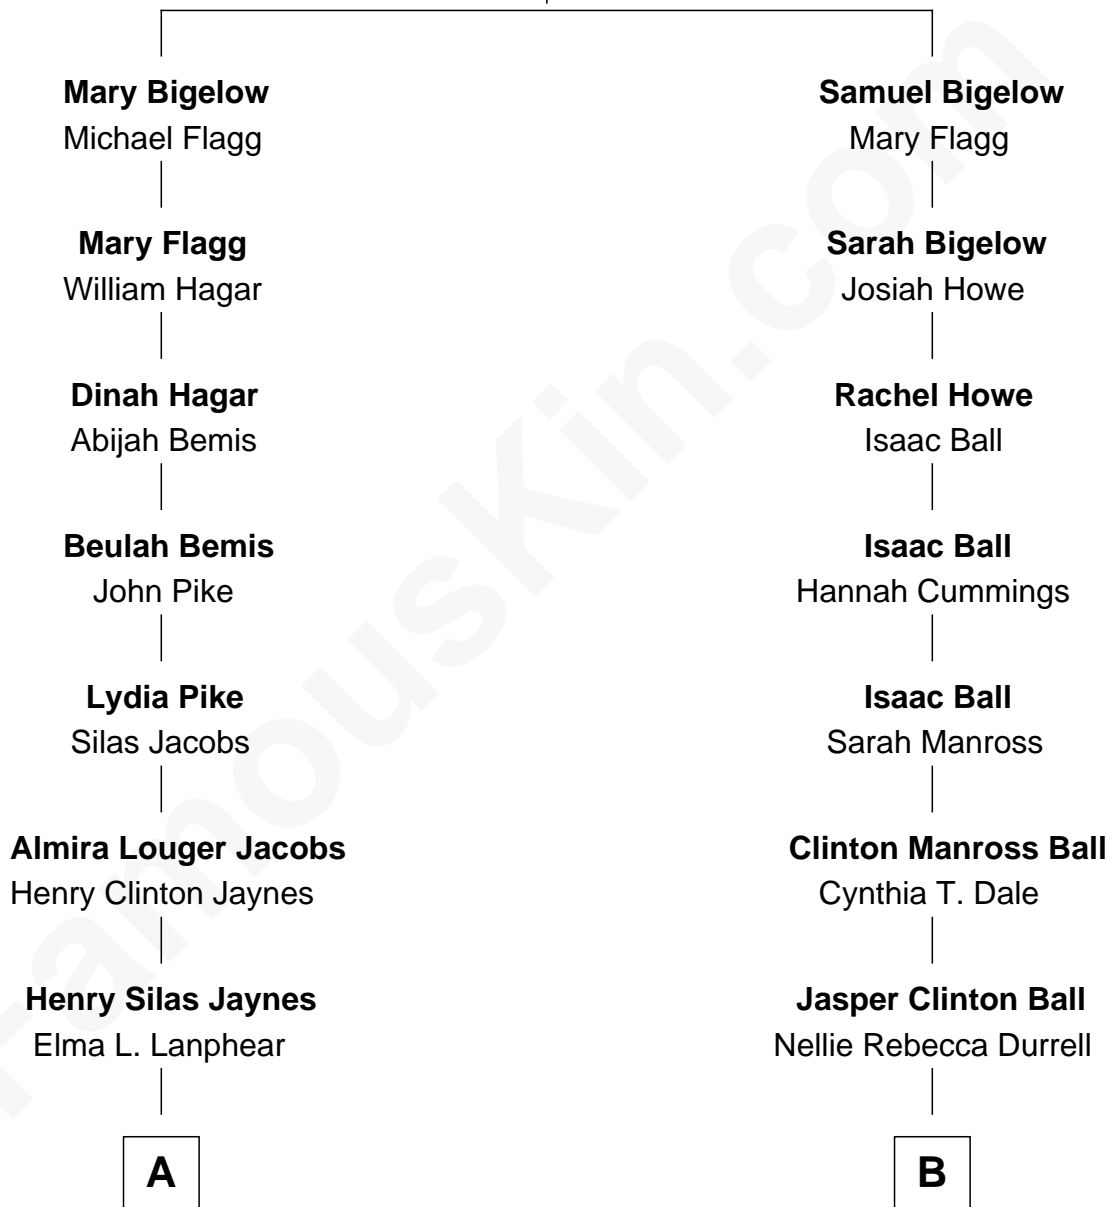 Mary Bigelow
Michael Flagg
Mary Flagg
William Hagar
Dinah Hagar
Abijah Bemis
Beulah Bemis
John Pike
Lydia Pike
Silas Jacobs
Almira Louger Jacobs
Henry Clinton Jaynes
Henry Silas Jaynes
Elma L. Lanphear
A
Samuel Bigelow
Mary Flagg
Sarah Bigelow
Josiah Howe
Rachel Howe
Isaac Ball
Isaac Ball
Hannah Cummings
Isaac Ball
Sarah Manross
Clinton Manross Ball
Cynthia T. Dale
Jasper Clinton Ball
Nellie Rebecca Durrell
B
FamousKin.com